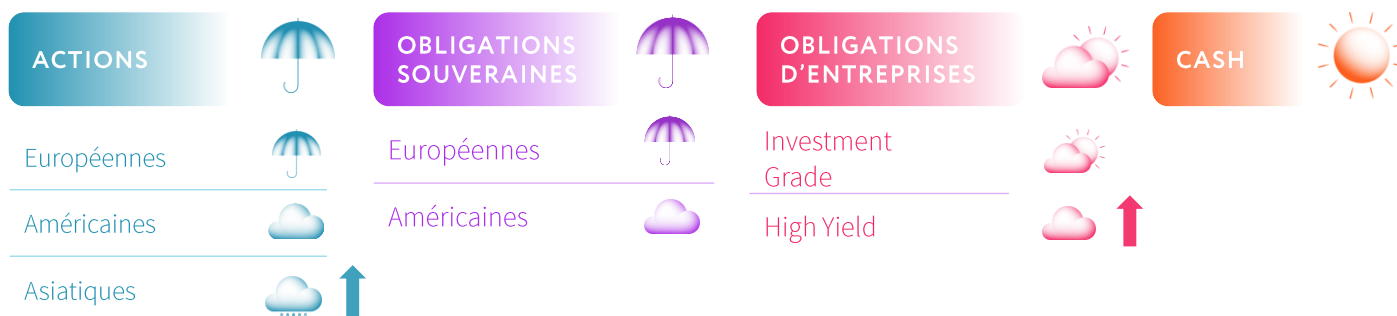 ACTIONS
Européennes
Américaines
Asiatiques
OBLIGATIONS
SOUVERAINES
Européennes
Américaines
OBLIGATIONS
D’ENTREPRISES
Investment
Grade
High Yield
CASH